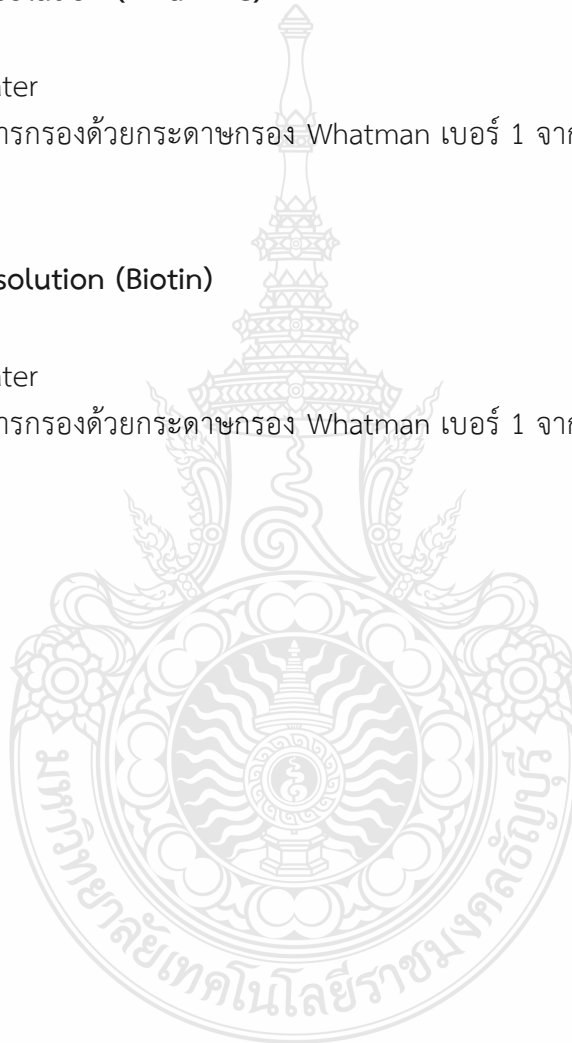 ater
ารกรองด้วยกระดาษกรอง Whatman เบอร์ 1 จาก
solution (Biotin)
ater
ารกรองด้วยกระดาษกรอง Whatman เบอร์ 1 จาก
มหาวิทยาลัยเทคโนโลยีราชมงคลธัญบุรี